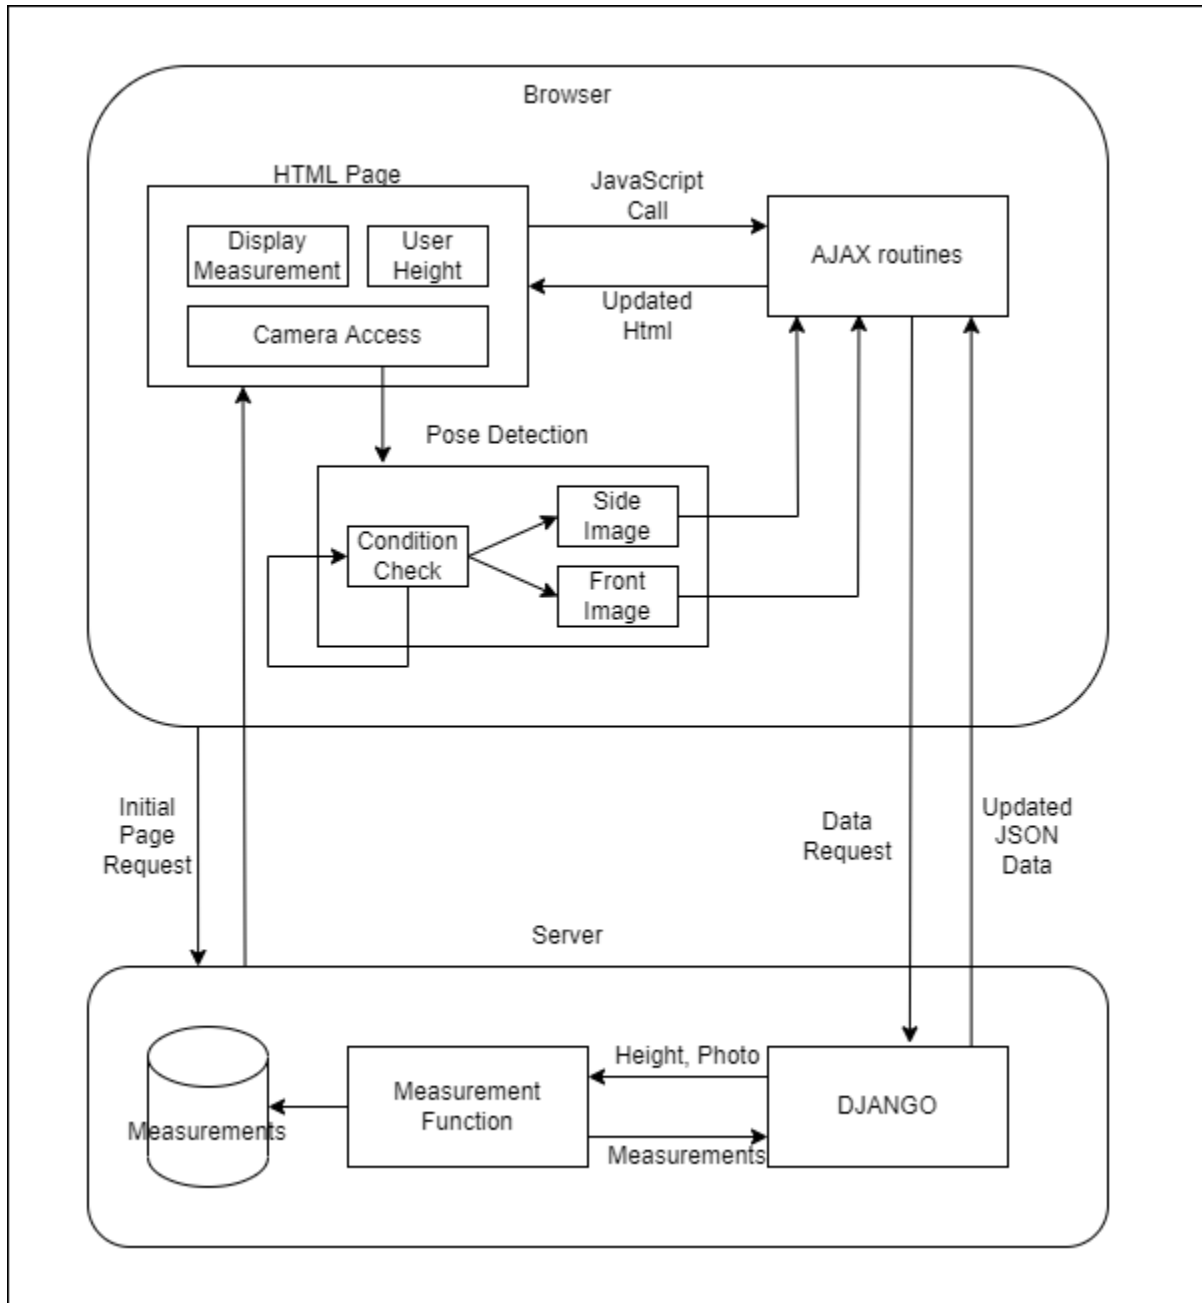 Browser
HTML Page
JavaScript
Call
Display
Measurement
User
Height
AJAX routines
Updated
Html
Camera Access
Pose Detection
Side
Image
Condition
Check
Front
Image
Initial
Page
Request
Data
Request
Updated
JSON
Data
Server
Height, Photo
Measurement
Function
DJANGO
Measurements
Measurements